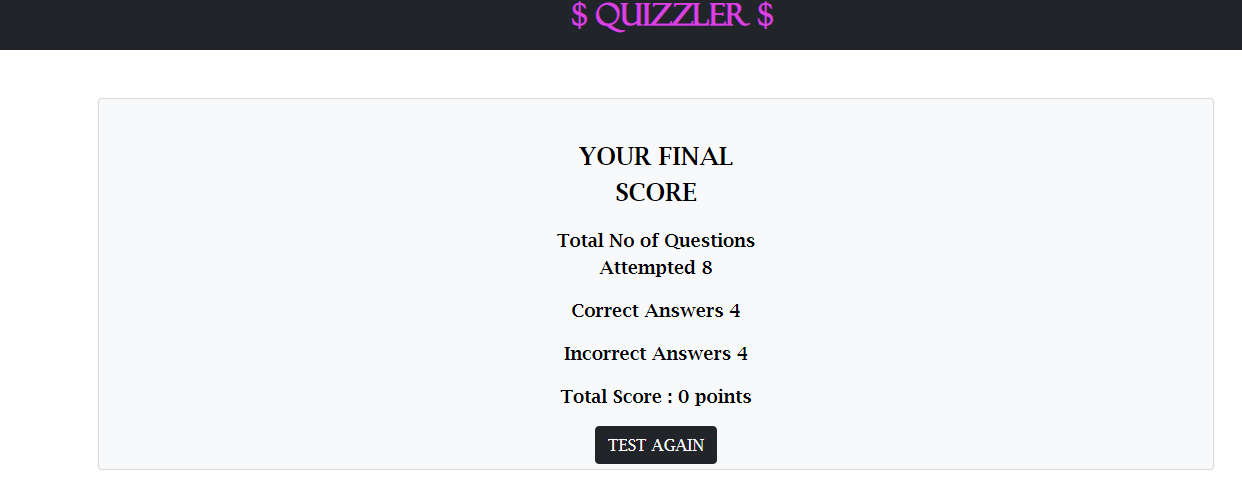 $ QUIZZLER $
YOUR FINAL
SCORE
Total No of Questions
Attempted 8
Correct Answers 4
Incorrect Answers 4
Total Score : 0 points
TEST AGAIN